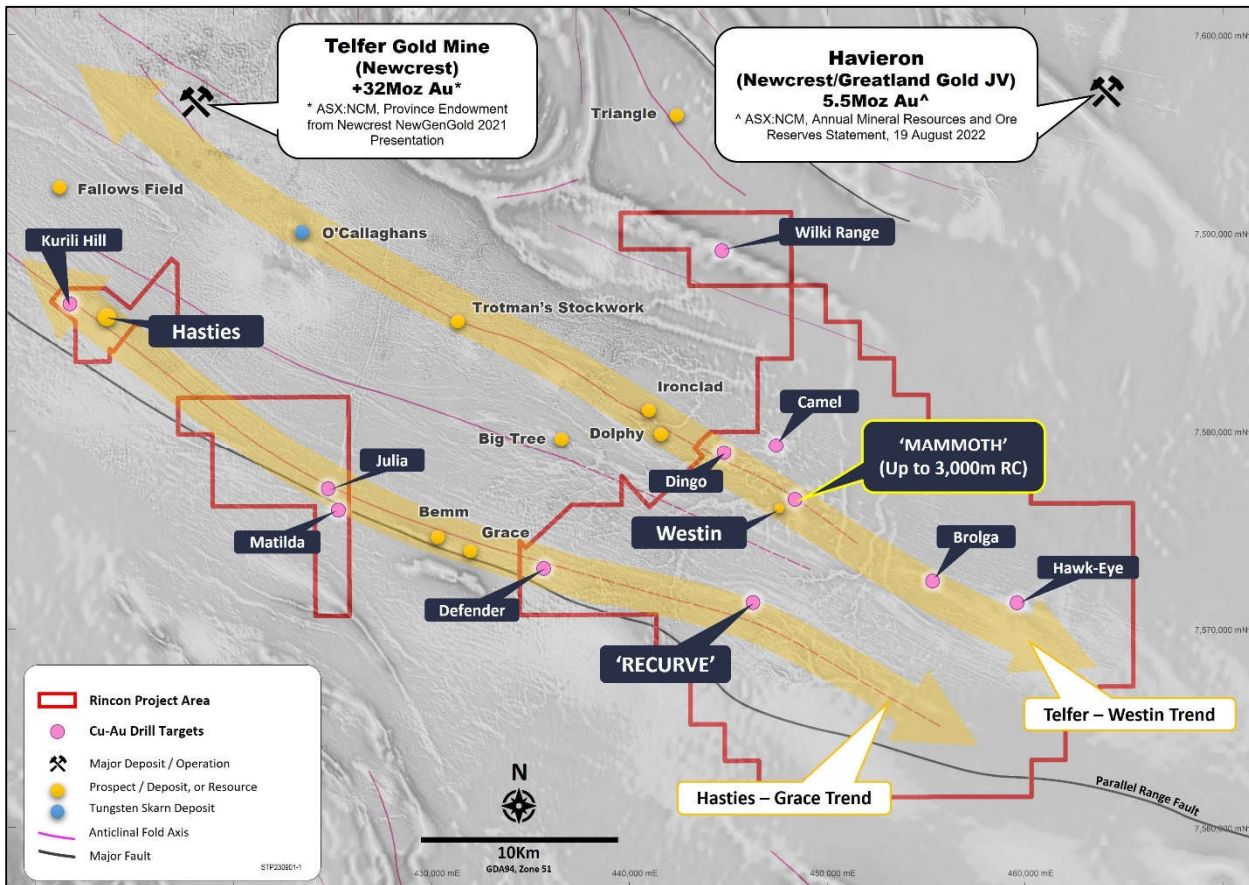 Telfer Gold Mine
(Newcrest)
+32Moz Au*
* ASX:NCM, Province Endowment
from Newcrest NewGenGold 2021
Presentation
Havieron
(Newcrest/Greatland Gold JV)
5.5Moz Au^
^ ASX:NCM, Annual Mineral Resources and Ore
Reserves Statement, 19 August 2022
7,600,000 mN
Triangle
Fallows Field
Kurili Hill
O'Callaghans
Wilki Range
7,590,000 mN
Hasties
Trotman's Stockwork
Ironclad
Camel
Big Tree
Dolphy
7,580,000 mN
'MAMMOTH'
(Up to 3,000m RC)
Julia
Dingo
Westin
Matilda
Bemm
Grace
Brolga
Hawk-Eye
Defender
7,570,000 mN
'RECURVE'
Telfer – Westin Trend
Hasties – Grace Trend
Parallel Range Fault
Rincon Project Area
Cu-Au Drill Targets
Major Deposit / Operation
Prospect / Deposit, or Resource
Tungsten Skarn Deposit
Anticlinal Fold Axis
Major Fault
STP230901-1
N
10Km
GDA94, Zone 51
7,560,000 mN
430,000 mE
440,000 mE
450,000 mE
460,000 mE